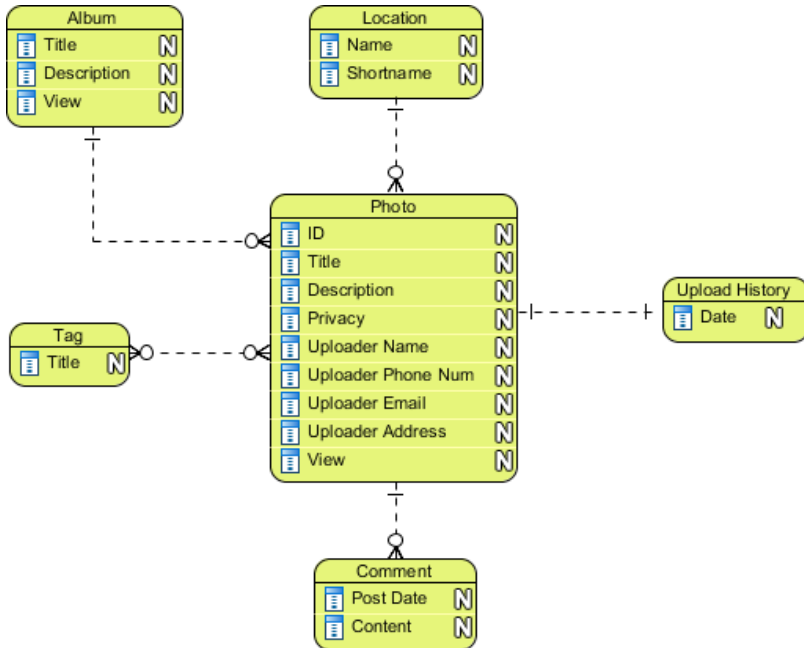 Album
Title N
Description N
View N
Location
Name N
Shortname N
Photo
ID N
Title N
Description N
Privacy N
Uploader Name N
Uploader Phone Num N
Uploader Email N
Uploader Address N
View N
Upload History
Date N
Tag
Title N
Comment
Post Date N
Content N